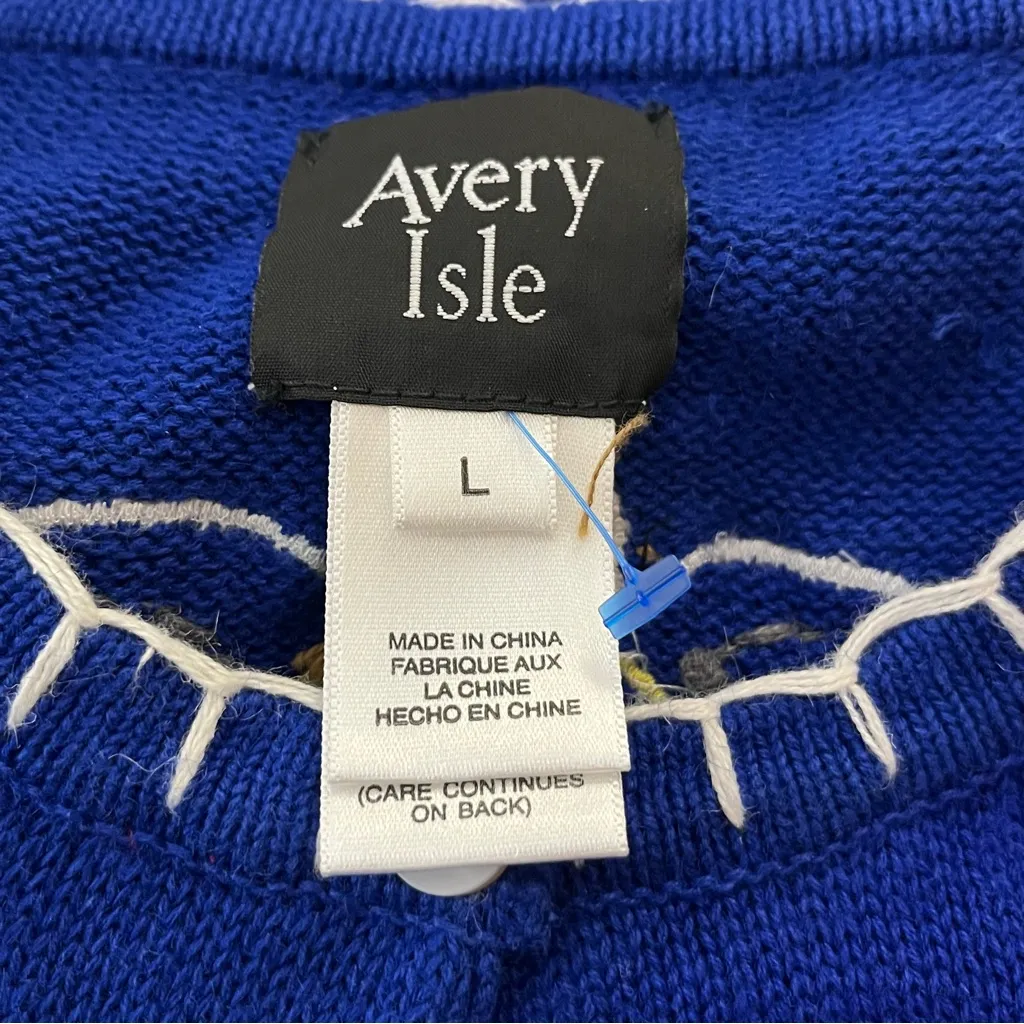 Avery
Isle
L
MADE IN CHINA
FABRIQUE AUX
LA CHINE
HECHO EN CHINE
(CARE CONTINUES
ON BACK)